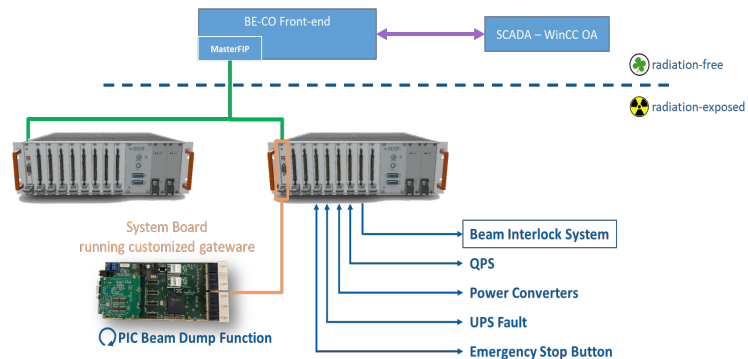 BE-CO Front-end
MasterFIP
SCADA – WinCC OA
radiation-free
radiation-exposed
System Board
running customized gateware
PIC Beam Dump Function
Beam Interlock System
QPS
Power Converters
UPS Fault
Emergency Stop Button